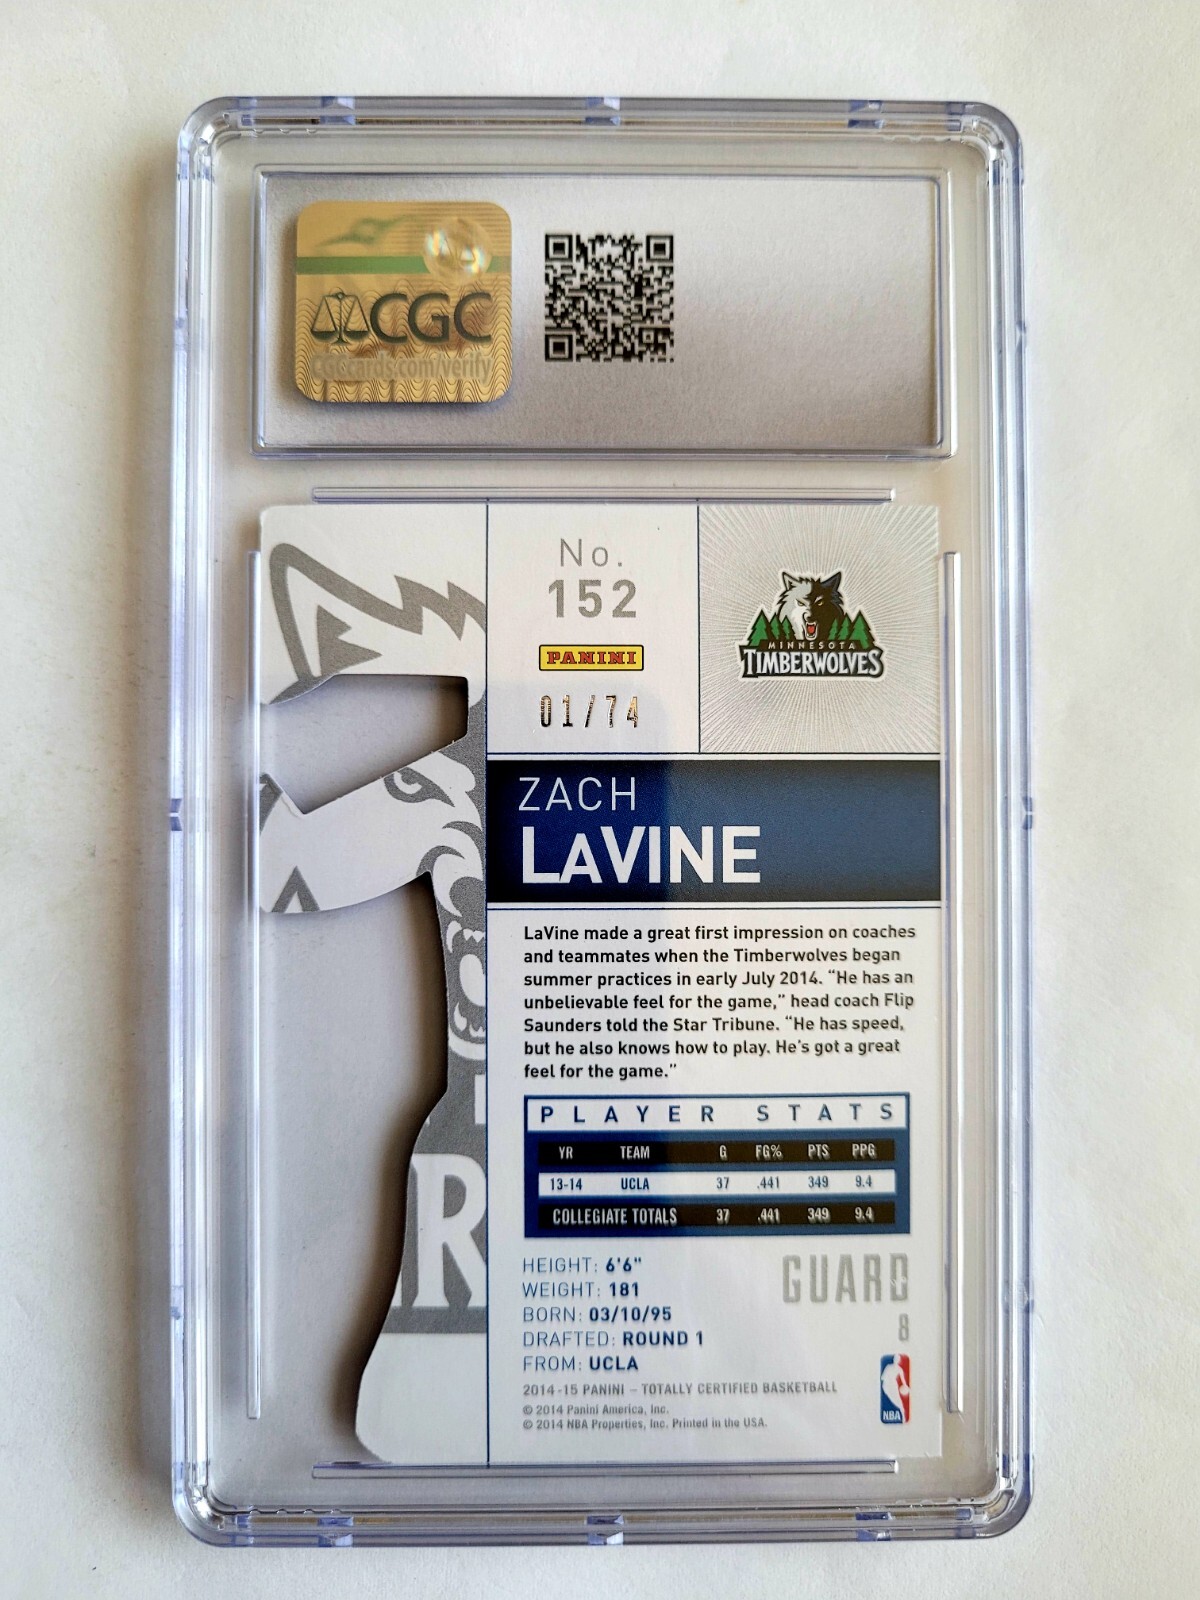 CGC
CGCcards.com/verify
No.
152
PANINI
01/74
MINNESOTA
TIMBERWOLVES
ZACH
LAVINE
LaVine made a great first impression on coaches
and teammates when the Timberwolves began
summer practices in early July 2014. “He has an
unbelievable feel for the game,” head coach Flip
Saunders told the Star Tribune. “He has speed,
but he also knows how to play. He’s got a great
feel for the game.”
PLAYER STATS
YR TEAM G FG% PTS PPG
13-14 UCLA 37 .441 349 9.4
COLLEGIATE TOTALS 37 .441 349 9.4
HEIGHT: 6'6"
WEIGHT: 181
BORN: 03/10/95
DRAFTED: ROUND 1
FROM: UCLA
GUARD
8
R
NBA
2014-15 PANINI – TOTALLY CERTIFIED BASKETBALL
© 2014 Panini America, Inc.
© 2014 NBA Properties, Inc. Printed in the USA.